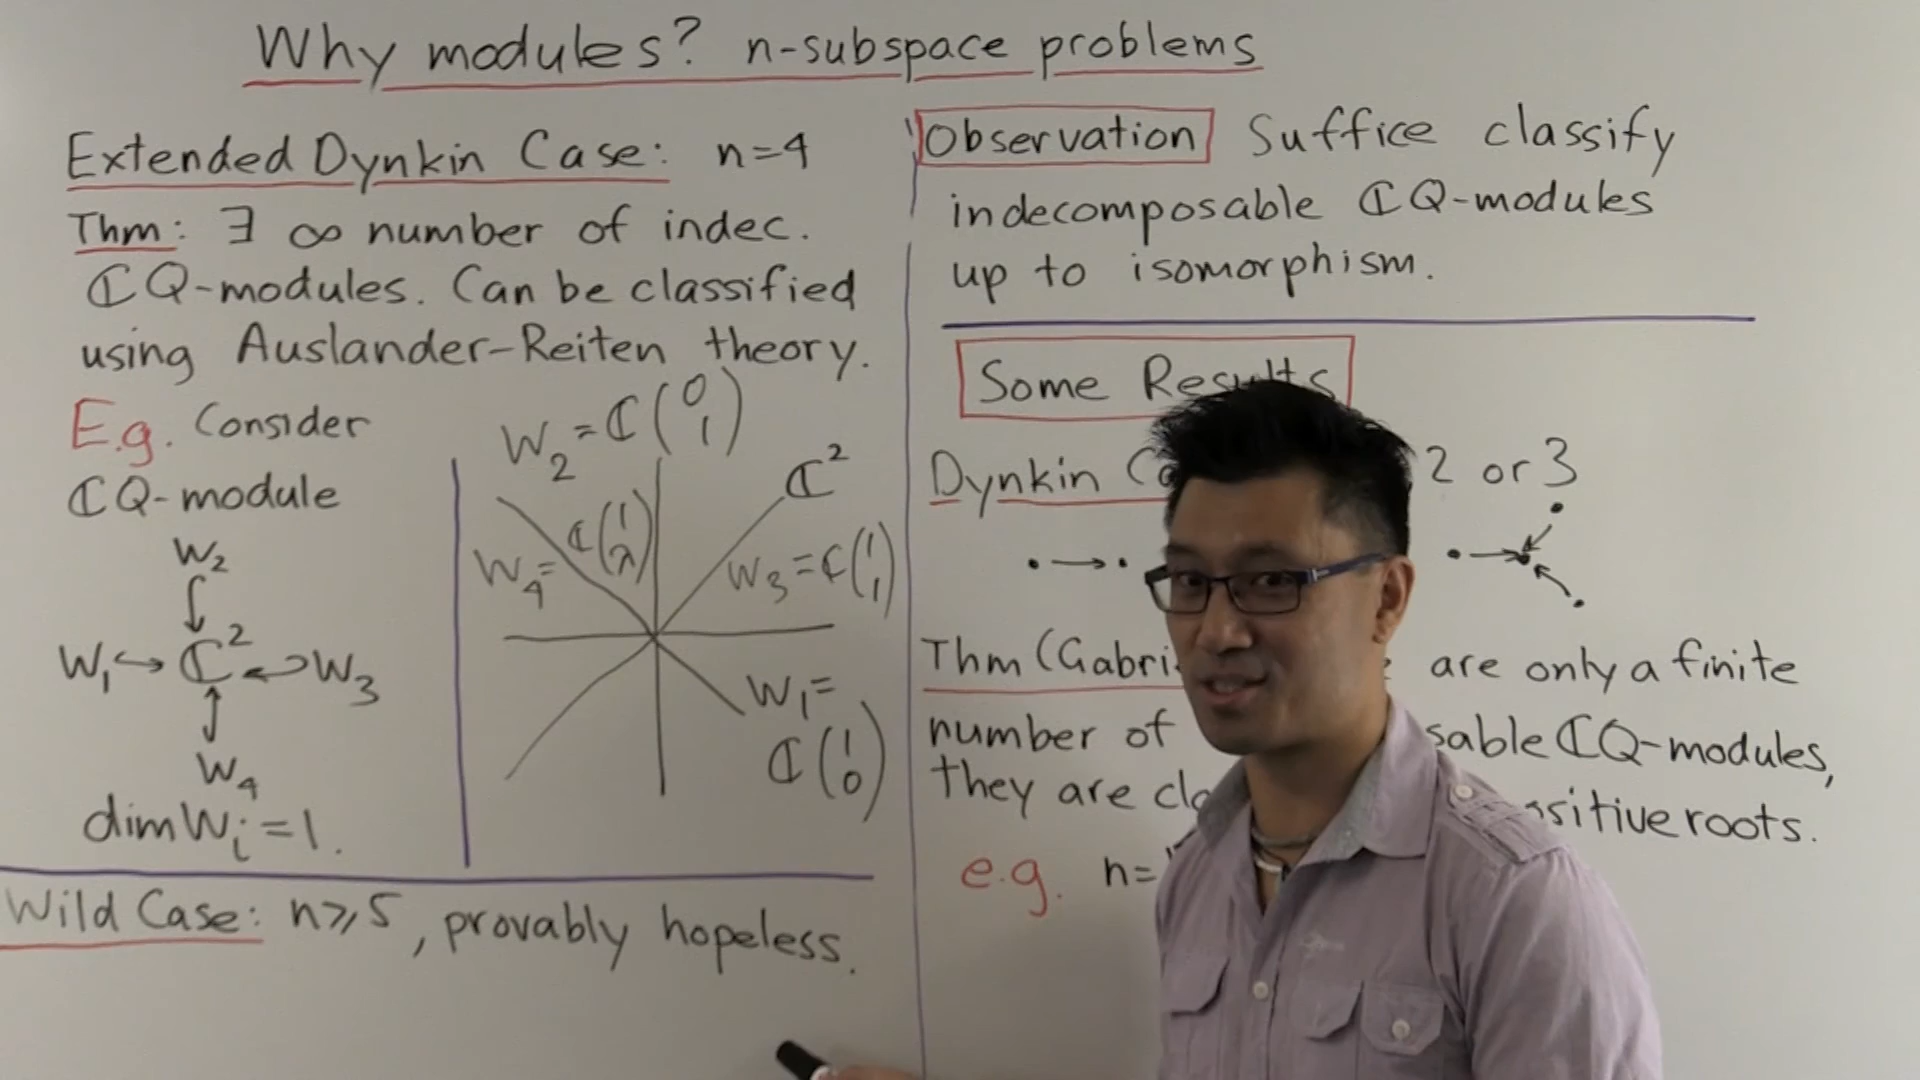 Why modules? n-subspace problems
Extended Dynkin Case: n=4
Thm: ∃ ∞ number of indec.
ℂQ-modules. Can be classified
using Auslander-Reiten theory.
E.g. Consider
ℂQ-module
W₂
W₁ ↪ ℂ² ↩ W₃
W₄
dim Wᵢ = 1.
W₂ = ℂ(0 1)
ℂ²
W₄ = ℂ(1 λ)
W₃ = ℂ(1 1)
W₁ =
ℂ(1 0)
Wild Case: n⩾5, provably hopeless.
Observation Suffice classify
indecomposable ℂQ-modules
up to isomorphism.
Some Results
Dynkin 2 or 3
Thm (Gabri are only a finite
number of sable ℂQ-modules,
they are cla sitive roots.
e.g. n=